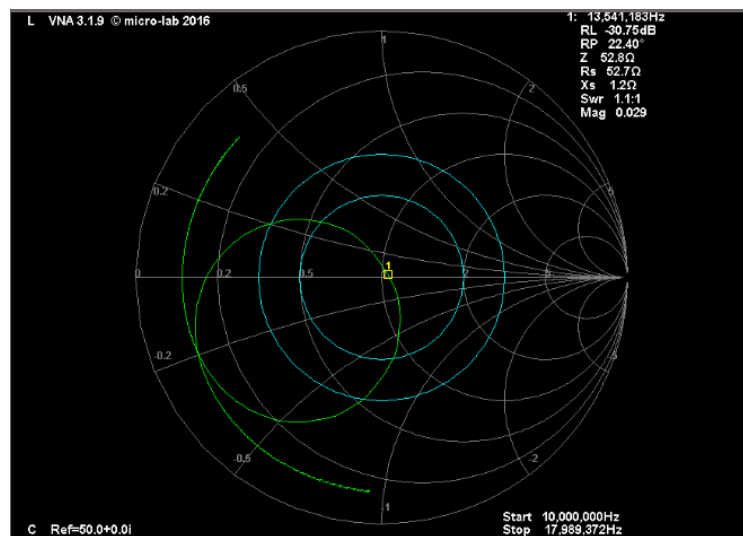 L VNA 3.1.9 © micro-lab 2016
1: 13,541,183Hz
RL -30.75dB
RP 22.40°
Z 52.8Ω
Rs 52.7Ω
Xs 1.2Ω
Swr 1.1:1
Mag 0.029
1
0.5
2
0.2
5
1
0
0.2
0.5
2
5
-0.2
-5
-0.5
-2
-1
Start 10,000,000Hz
Stop 17,989,372Hz
C Ref=50.0+0.0i